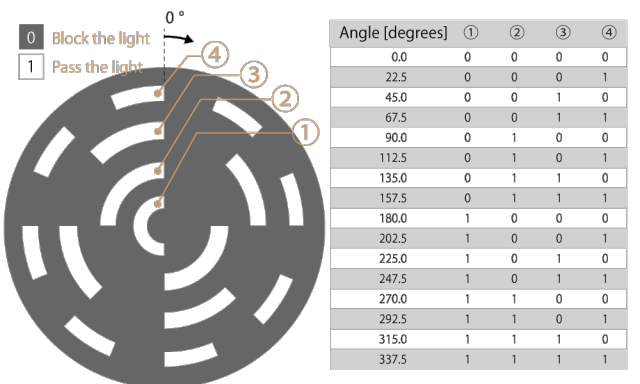 0 °
0 Block the light
1 Pass the light
④
③
②
①
Angle [degrees] ① ② ③ ④
0.0 0 0 0 0
22.5 0 0 0 1
45.0 0 0 1 0
67.5 0 0 1 1
90.0 0 1 0 0
112.5 0 1 0 1
135.0 0 1 1 0
157.5 0 1 1 1
180.0 1 0 0 0
202.5 1 0 0 1
225.0 1 0 1 0
247.5 1 0 1 1
270.0 1 1 0 0
292.5 1 1 0 1
315.0 1 1 1 0
337.5 1 1 1 1